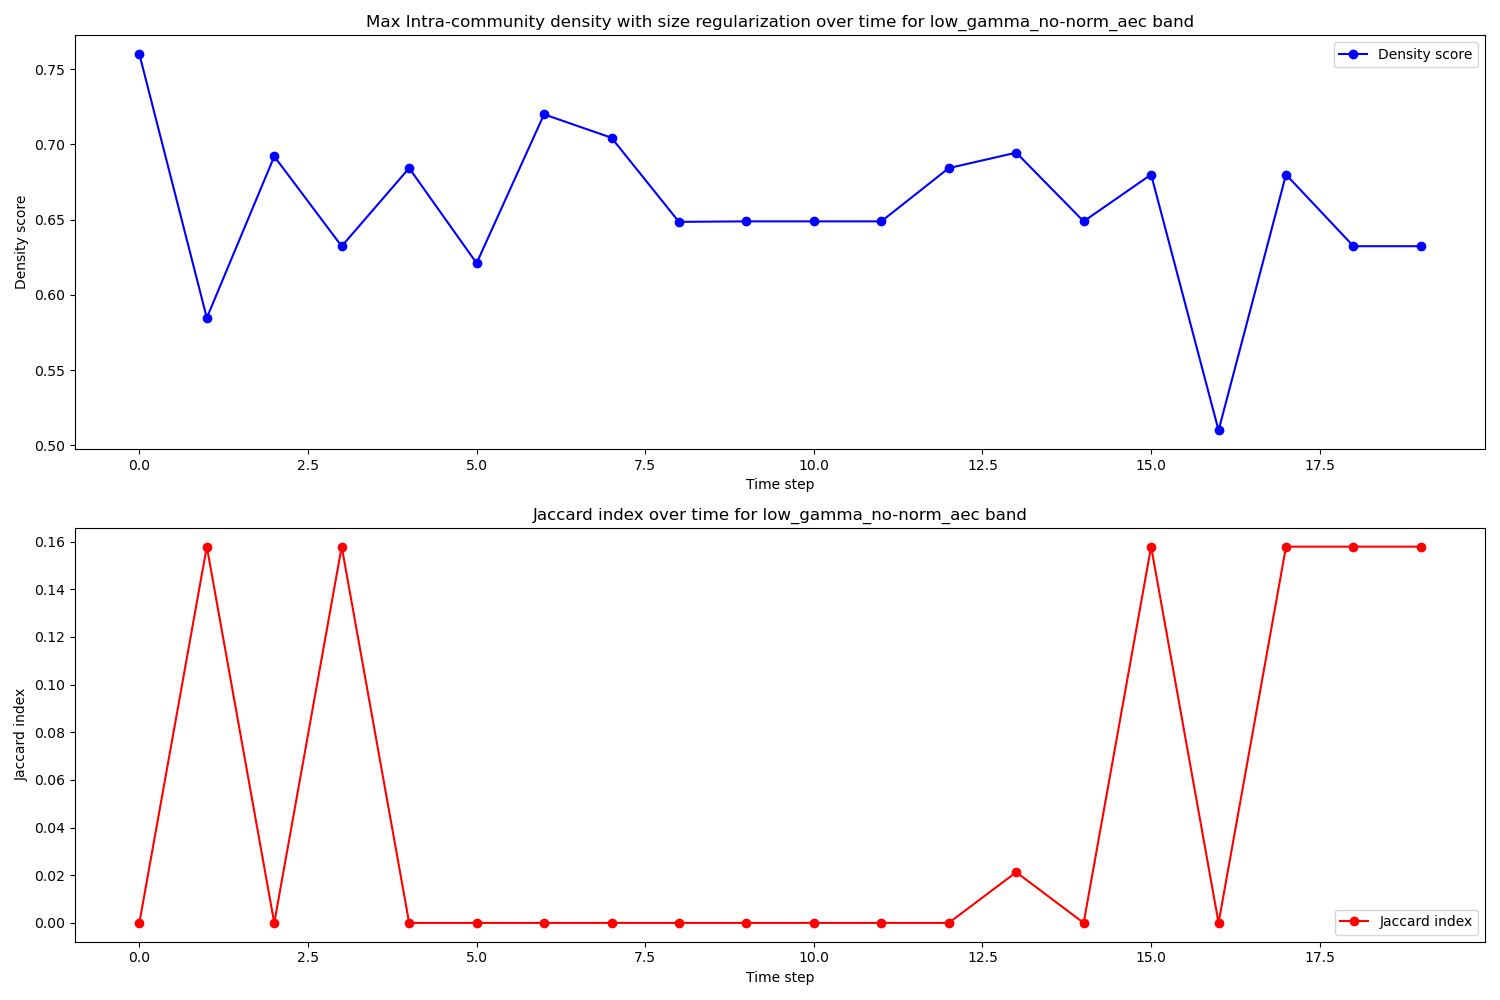 Max Intra-community density with size regularization over time for low_gamma_no-norm_aec band
Density score
0.75
0.70
0.65
0.60
0.55
0.50
Density score
0.0 2.5 5.0 7.5 10.0 12.5 15.0 17.5
Time step
Jaccard index over time for low_gamma_no-norm_aec band
0.16
0.14
0.12
0.10
0.08
0.06
0.04
0.02
0.00
Jaccard index
Jaccard index
0.0 2.5 5.0 7.5 10.0 12.5 15.0 17.5
Time step